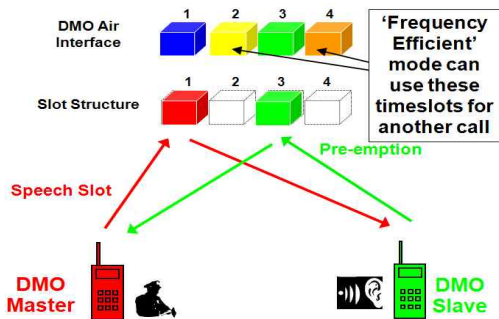 1 2 3 4
DMO Air
Interface
‘Frequency
Efficient’
mode can
use these
timeslots for
another call
1 2 3 4
Slot Structure
Pre-emption
Speech Slot
DMO
Master
DMO
Slave